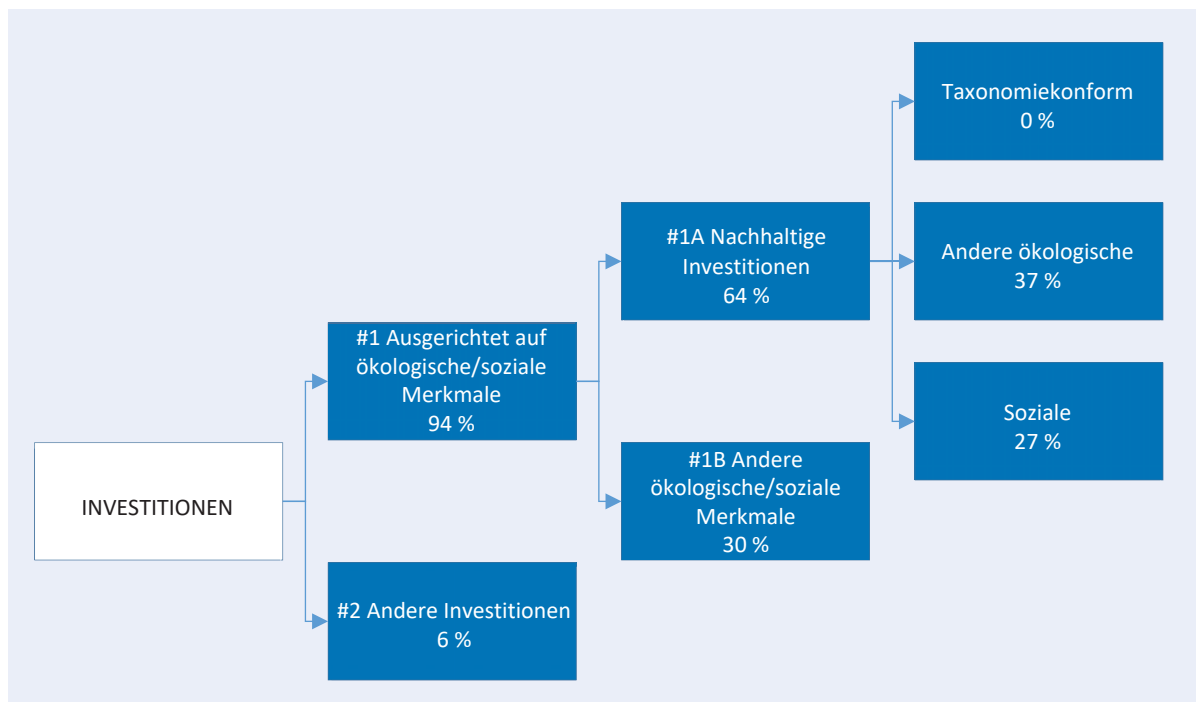 INVESTITIONEN
#1 Ausgerichtet auf
ökologische/soziale
Merkmale
94 %
#2 Andere Investitionen
6 %
#1A Nachhaltige
Investitionen
64 %
#1B Andere
ökologische/soziale
Merkmale
30 %
Taxonomiekonform
0 %
Andere ökologische
37 %
Soziale
27 %